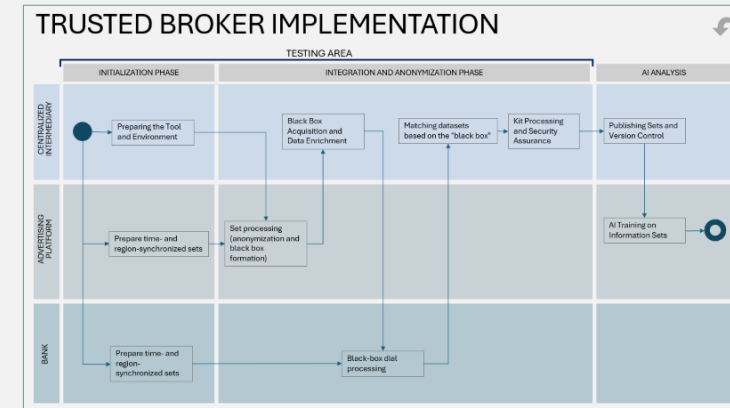 TRUSTED BROKER IMPLEMENTATION
TESTING AREA
INITIALIZATION PHASE
INTEGRATION AND ANONYMIZATION PHASE
AI ANALYSIS
CENTRALIZED
INTERMEDIARY
Preparing the Tool
and Environment
Black Box
Acquisition and
Data Enrichment
Matching datasets
based on the "black box"
Kit Processing
and Security
Assurance
Publishing Sets and
Version Control
ADVERTISING
PLATFORM
Prepare time- and
region-synchronized sets
Set processing
(anonymization and
black box
formation)
AI Training on
Information Sets
BANK
Prepare time- and
region-
synchronized sets
Black-box dial
processing